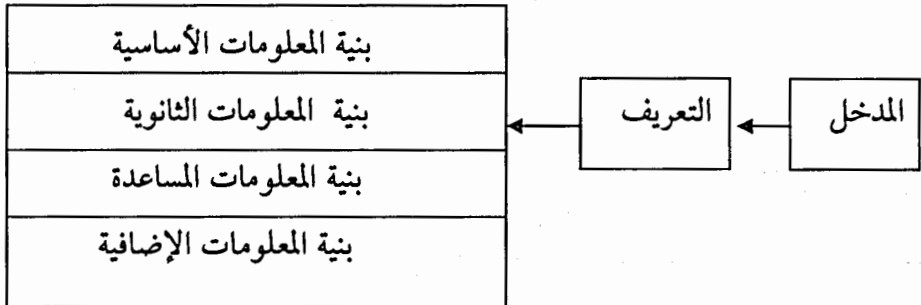 المدخل
التعريف
بنية المعلومات الأساسية
بنية المعلومات الثانوية
بنية المعلومات المساعدة
بنية المعلومات الإضافية